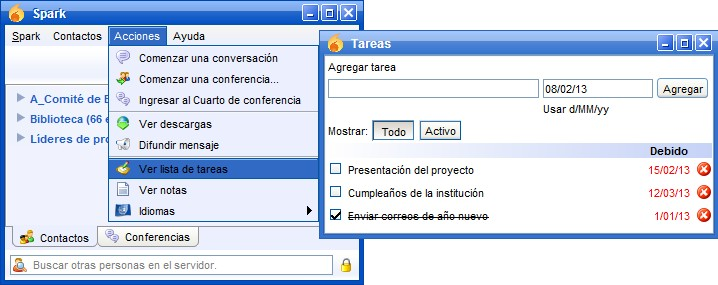 Spark
Spark Contactos Acciones Ayuda
Comenzar una conversación
Comenzar una conferencia...
Ingresar al Cuarto de conferencia
Ver descargas
Difundir mensaje
Ver lista de tareas
Ver notas
Idiomas
A_Comité de
Biblioteca (66
Líderes de
Contactos
Conferencias
Buscar otras personas en el servidor.
Tareas
Agregar tarea
08/02/13 Agregar
Usar d/MM/yy
Mostrar: Todo Activo
Debido
Presentación del proyecto 15/02/13
Cumpleaños de la institución 12/03/13
Enviar correos de año nuevo 1/01/13